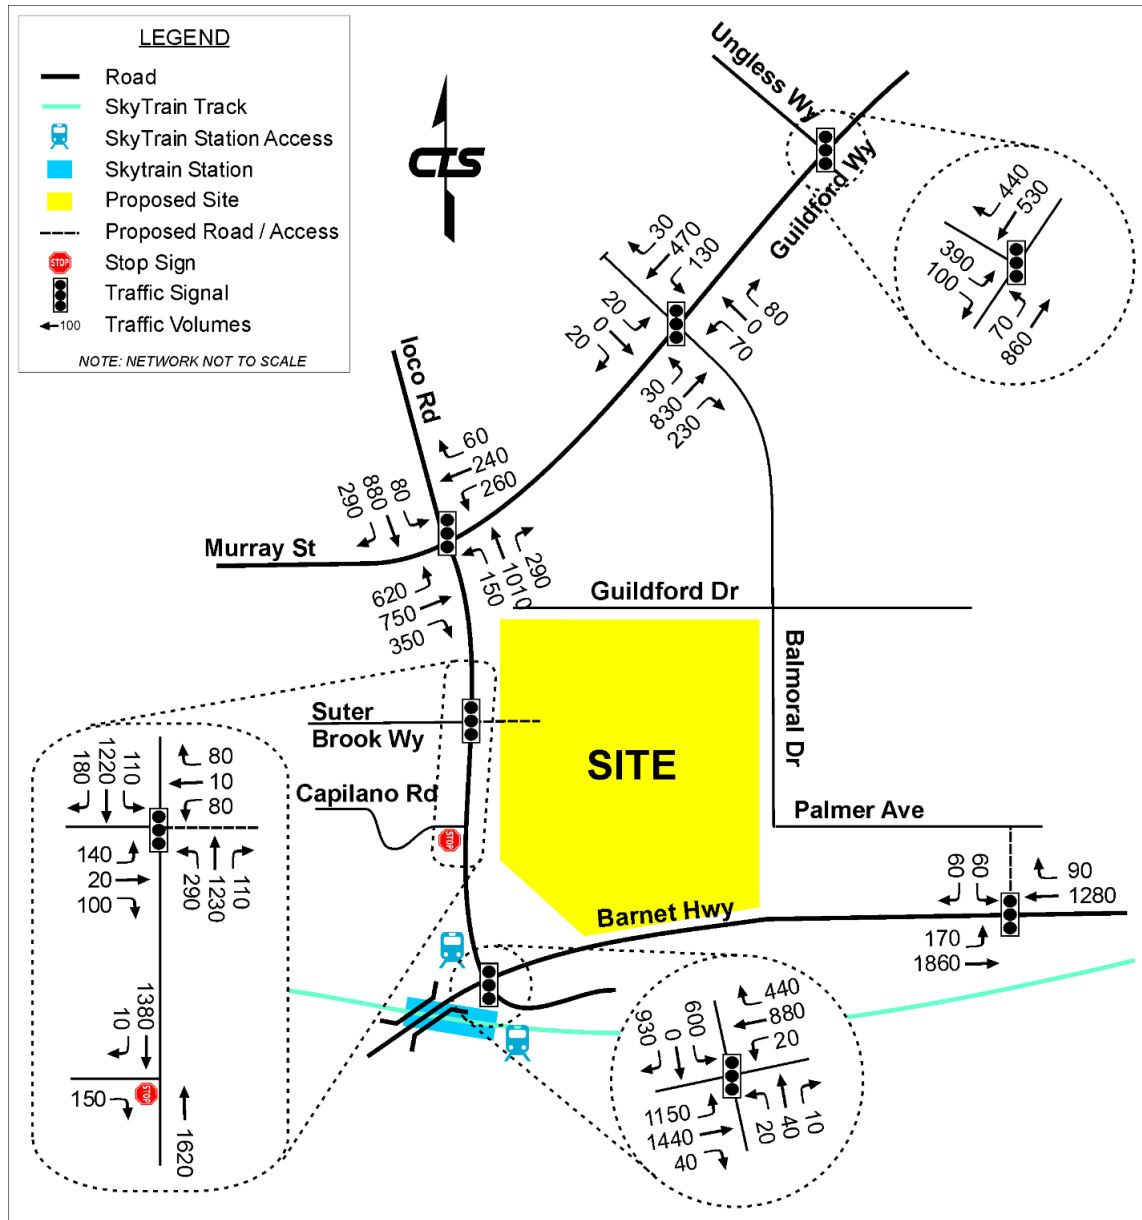 LEGEND
Road
SkyTrain Track
SkyTrain Station Access
Skytrain Station
Proposed Site
Proposed Road / Access
STOP
Stop Sign
Traffic Signal
100
Traffic Volumes
NOTE: NETWORK NOT TO SCALE
CTS
Ungless Wy
Guildford Wy
440
530
390
100
70
860
30
470
130
20
0
20
80
0
70
30
830
230
Ioco Rd
60
240
260
80
880
290
Murray St
620
750
350
290
1010
150
Guildford Dr
Balmoral Dr
Suter
Brook Wy
SITE
Capilano Rd
STOP
Palmer Ave
Barnet Hwy
60
60
90
1280
170
1860
180
1220
110
80
10
80
140
20
100
290
1230
110
1380
10
150
STOP
1620
930
0
600
440
880
20
1150
1440
40
20
40
10